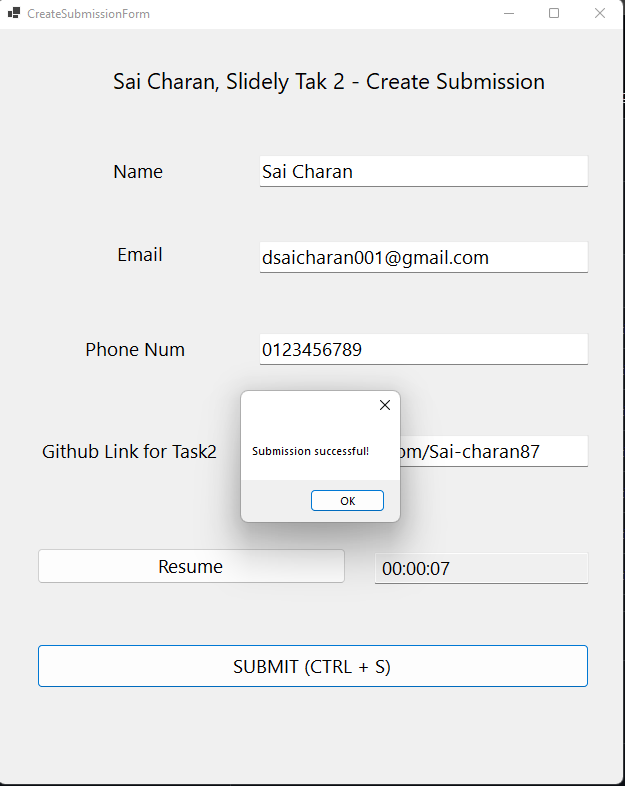 CreateSubmissionForm
Sai Charan, Slidely Tak 2 - Create Submission
Name
Sai Charan
Email
dsaicharan001@gmail.com
Phone Num
0123456789
Github Link for Task2
om/Sai-charan87
Submission successful!
OK
Resume
00:00:07
SUBMIT (CTRL + S)